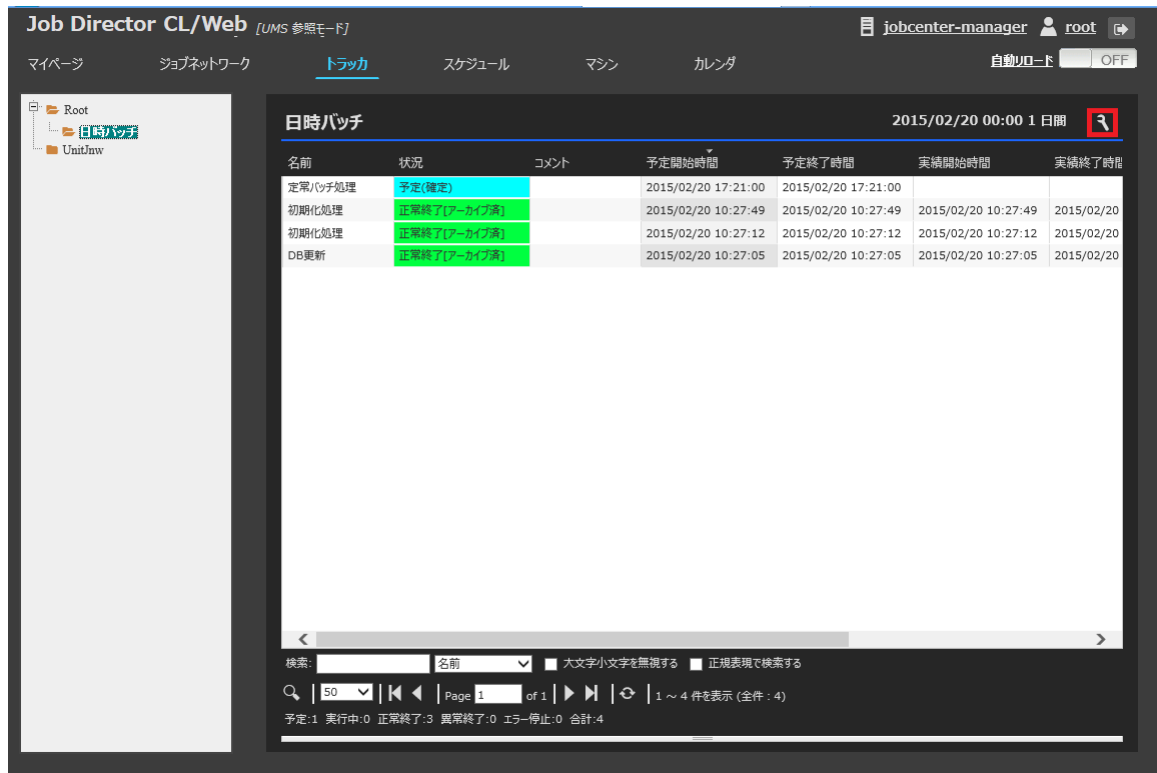 Job Director CL/Web [UMS 参照モード] jobcenter-manager root
マイページ ジョブネットワーク トラッカ スケジュール マシン カレンダ 自動リロード OFF
Root
日時バッチ
UnitJnw
日時バッチ 2015/02/20 00:00 1 日間
名前 状況 コメント 予定開始時間 予定終了時間 実績開始時間 実績終了時間
定常バッチ処理 予定(確定) 2015/02/20 17:21:00 2015/02/20 17:21:00
初期化処理 正常終了[アーカイブ済] 2015/02/20 10:27:49 2015/02/20 10:27:49 2015/02/20 10:27:49 2015/02/20
初期化処理 正常終了[アーカイブ済] 2015/02/20 10:27:12 2015/02/20 10:27:12 2015/02/20 10:27:12 2015/02/20
DB更新 正常終了[アーカイブ済] 2015/02/20 10:27:05 2015/02/20 10:27:05 2015/02/20 10:27:05 2015/02/20
検索: 名前 大文字小文字を無視する 正規表現で検索する
50 Page 1 of 1 1 ～ 4 件を表示 (全件 : 4)
予定:1 実行中:0 正常終了:3 異常終了:0 エラー停止:0 合計:4